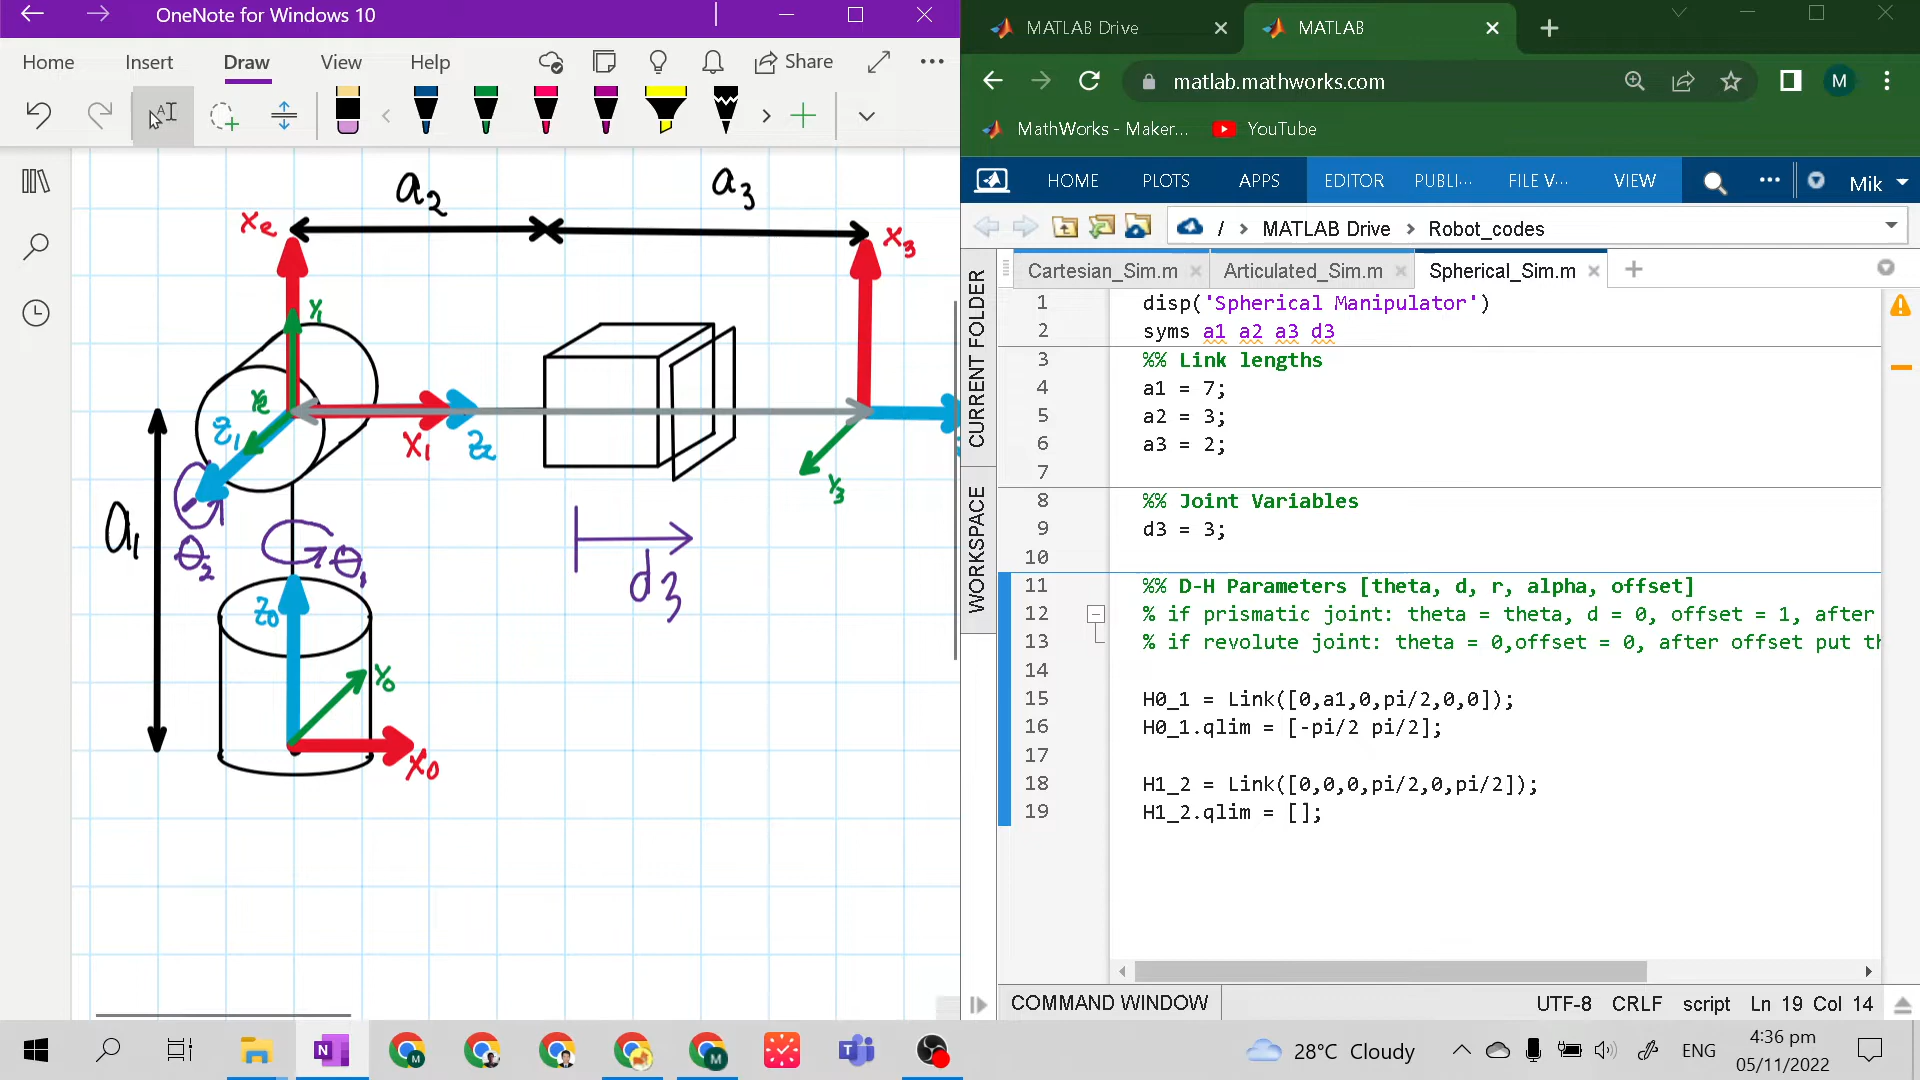 OneNote for Windows 10
Home Insert Draw View Help Share
a2 a3
x2 x3
Y1
Y2
Z1
X1 Z2
Y3
a1
θ2 θ1
d3
Z0
Y0
X0
MATLAB Drive MATLAB
matlab.mathworks.com M
MathWorks - Maker... YouTube
HOME PLOTS APPS EDITOR PUBLI... FILE V... VIEW Mik
/ MATLAB Drive Robot_codes
CURRENT FOLDER
WORKSPACE
Cartesian_Sim.m Articulated_Sim.m Spherical_Sim.m
1 disp('Spherical Manipulator')
2 syms a1 a2 a3 d3
3 %% Link lengths
4 a1 = 7;
5 a2 = 3;
6 a3 = 2;
7
8 %% Joint Variables
9 d3 = 3;
10
11 %% D-H Parameters [theta, d, r, alpha, offset]
12 % if prismatic joint: theta = theta, d = 0, offset = 1, after
13 % if revolute joint: theta = 0,offset = 0, after offset put th
14
15 H0_1 = Link([0,a1,0,pi/2,0,0]);
16 H0_1.qlim = [-pi/2 pi/2];
17
18 H1_2 = Link([0,0,0,pi/2,0,pi/2]);
19 H1_2.qlim = [];
COMMAND WINDOW UTF-8 CRLF script Ln 19 Col 14
28°C Cloudy ENG 4:36 pm
05/11/2022